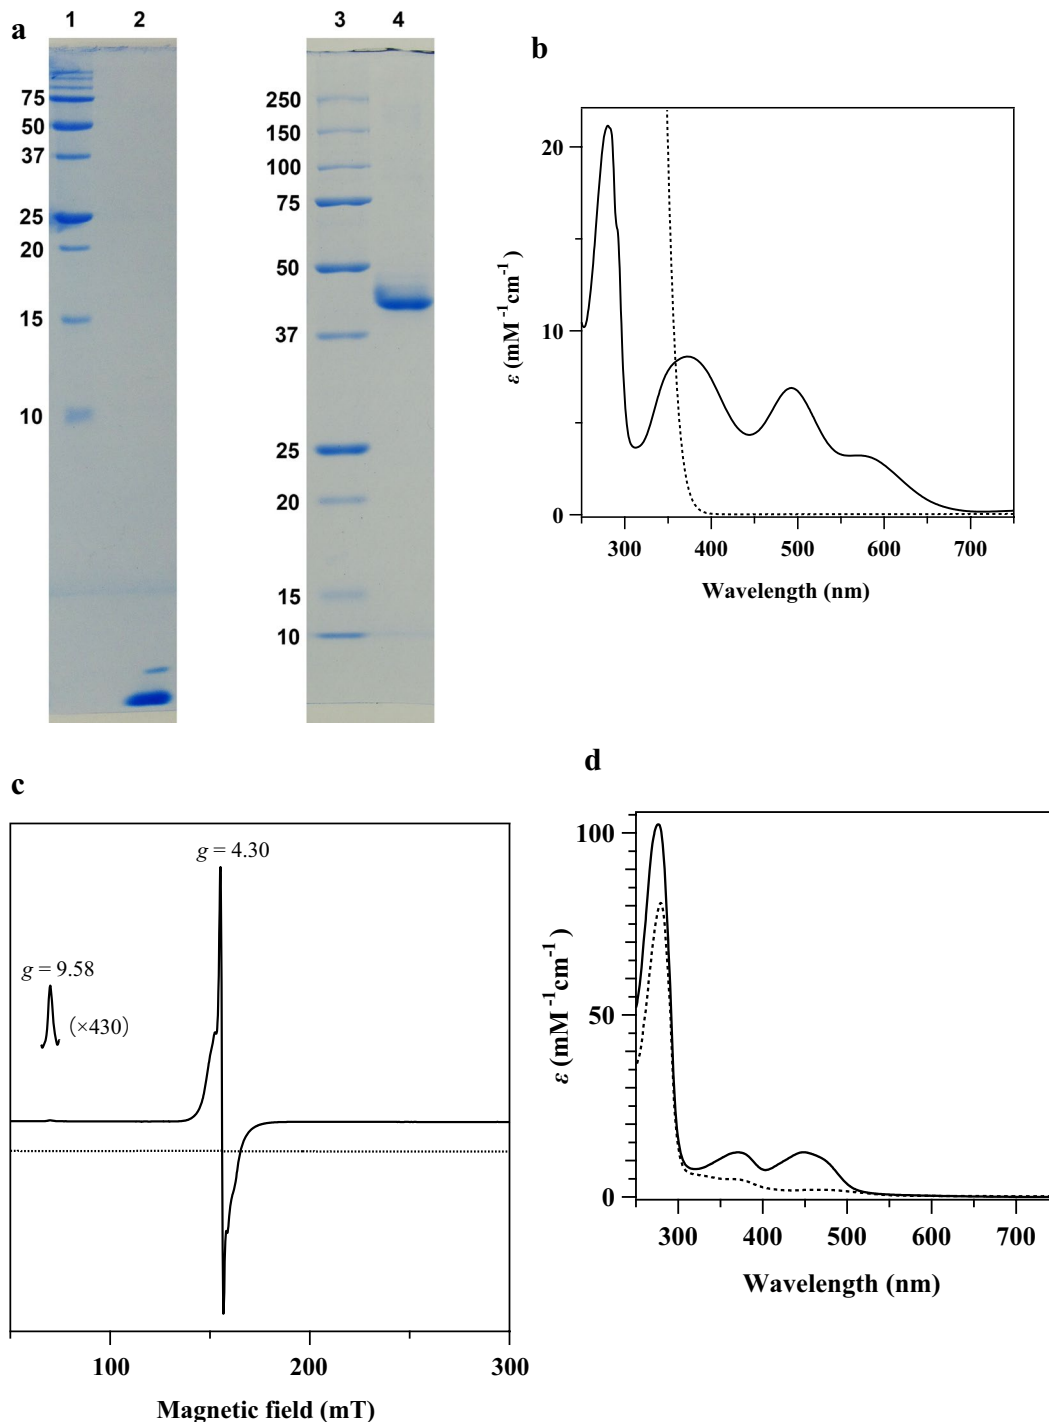 a
1 2
75
50
37
25
20
15
10
3 4
250
150
100
75
50
37
25
20
15
10
b
20
10
0
ε (mM⁻¹cm⁻¹)
300 400 500 600 700
Wavelength (nm)
c
g = 4.30
g = 9.58
(×430)
100 200 300
Magnetic field (mT)
d
100
50
0
ε (mM⁻¹cm⁻¹)
300 400 500 600 700
Wavelength (nm)